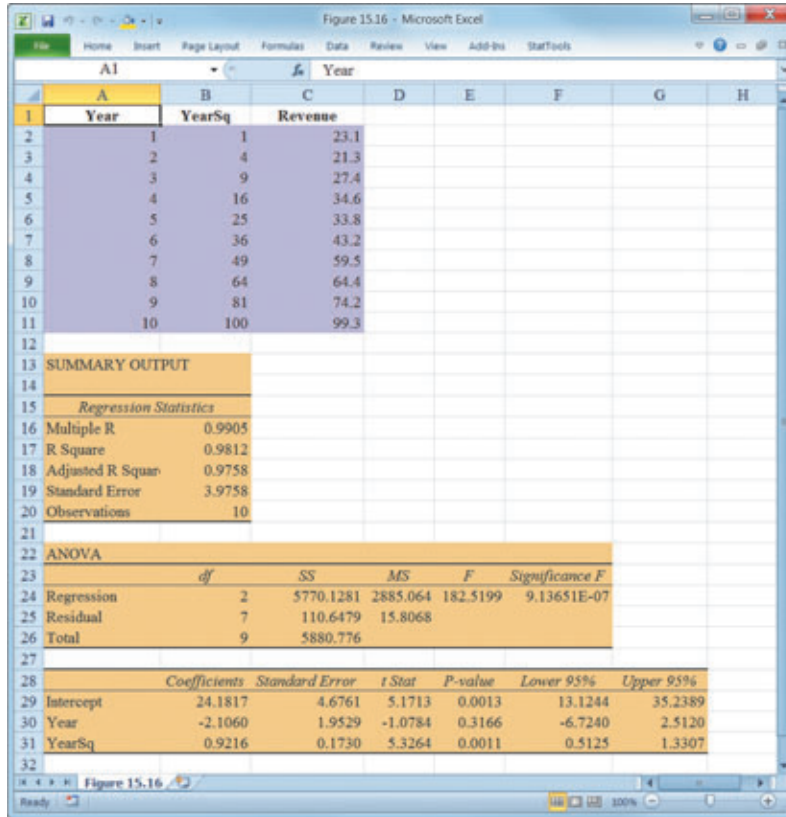 Figure 15.16 - Microsoft Excel
File Home Insert Page Layout Formulas Data Review View Add-Ins StatTools
A1 fx Year
A B C D E F G H
1 Year YearSq Revenue
2 1 1 23.1
3 2 4 21.3
4 3 9 27.4
5 4 16 34.6
6 5 25 33.8
7 6 36 43.2
8 7 49 59.5
9 8 64 64.4
10 9 81 74.2
11 10 100 99.3
12
13 SUMMARY OUTPUT
14
15 Regression Statistics
16 Multiple R 0.9905
17 R Square 0.9812
18 Adjusted R Squar 0.9758
19 Standard Error 3.9758
20 Observations 10
21
22 ANOVA
23 df SS MS F Significance F
24 Regression 2 5770.1281 2885.064 182.5199 9.13651E-07
25 Residual 7 110.6479 15.8068
26 Total 9 5880.776
27
28 Coefficients Standard Error t Stat P-value Lower 95% Upper 95%
29 Intercept 24.1817 4.6761 5.1713 0.0013 13.1244 35.2389
30 Year -2.1060 1.9529 -1.0784 0.3166 -6.7240 2.5120
31 YearSq 0.9216 0.1730 5.3264 0.0011 0.5125 1.3307
32
Figure 15.16
Ready 100%